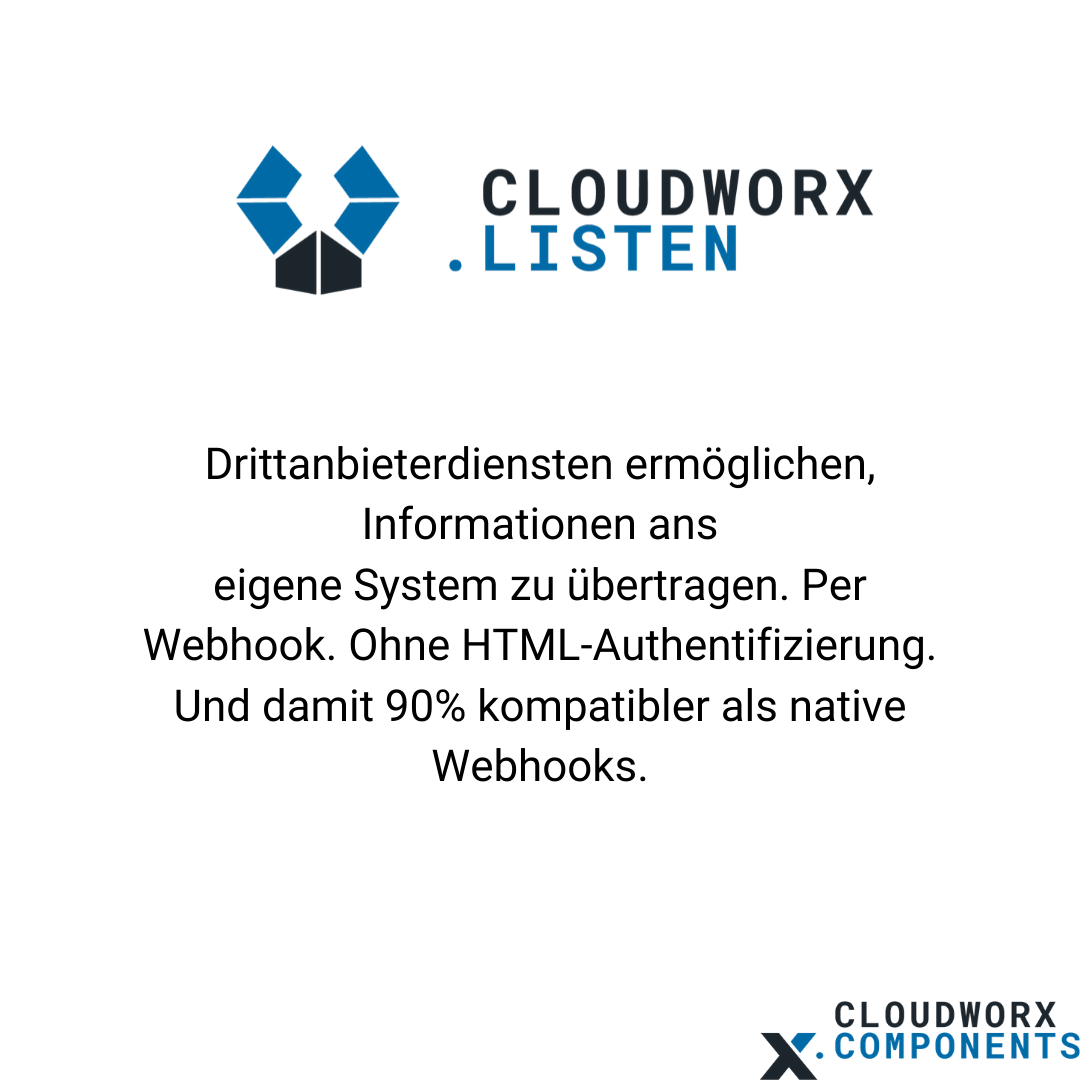 CLOUDWORX
.LISTEN
Drittanbieterdiensten ermöglichen,
Informationen ans
eigene System zu übertragen. Per
Webhook. Ohne HTML-Authentifizierung.
Und damit 90% kompatibler als native
Webhooks.
CLOUDWORX
X.COMPONENTS